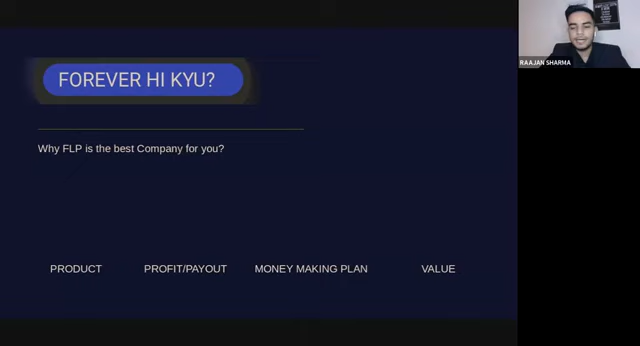 FOREVER HI KYU?
Why FLP is the best Company for you?
PRODUCT PROFIT/PAYOUT MONEY MAKING PLAN VALUE
RAAJAN SHARMA